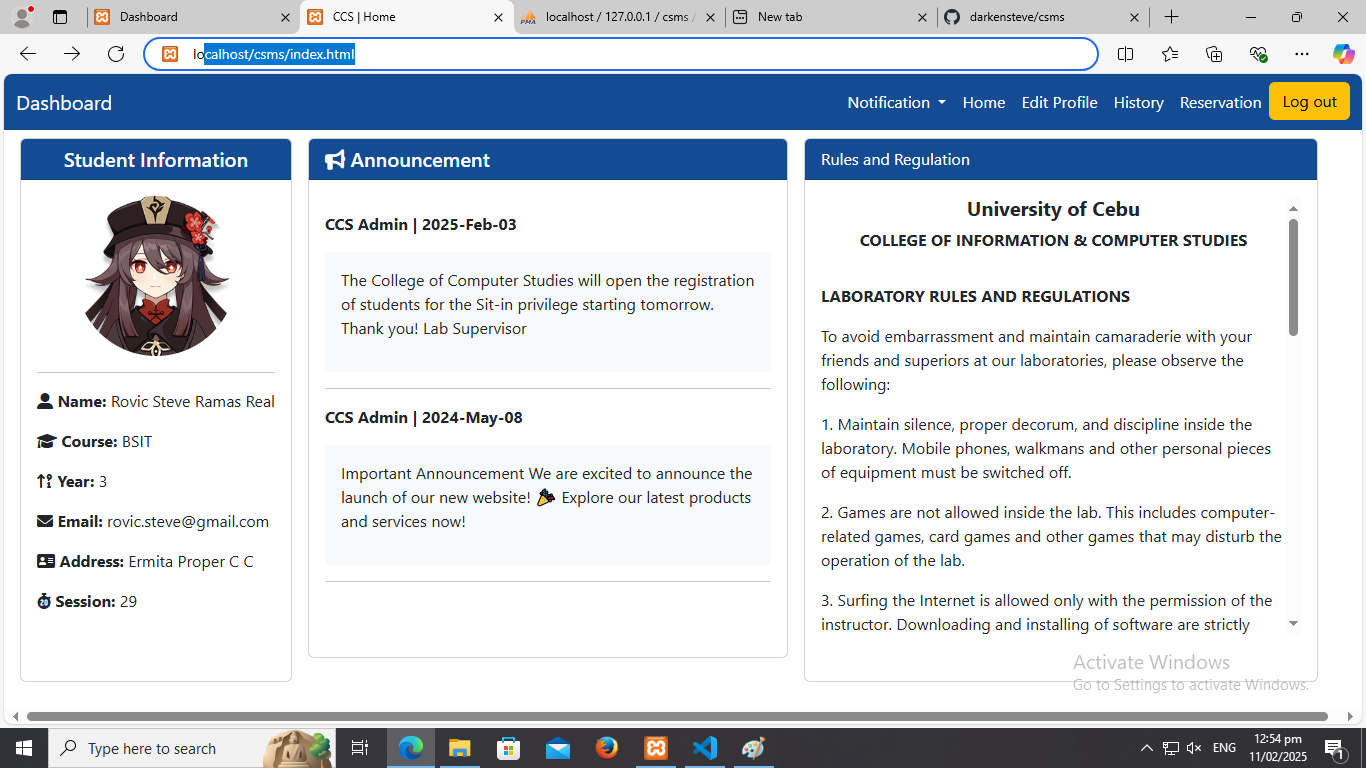 Dashboard
CCS | Home
localhost / 127.0.0.1 / csms /
New tab
darkensteve/csms
localhost/csms/index.html
Dashboard
Notification
Home
Edit Profile
History
Reservation
Log out
Student Information
Name: Rovic Steve Ramas Real
Course: BSIT
Year: 3
Email: rovic.steve@gmail.com
Address: Ermita Proper C C
Session: 29
Announcement
CCS Admin | 2025-Feb-03
The College of Computer Studies will open the registration
of students for the Sit-in privilege starting tomorrow.
Thank you! Lab Supervisor
CCS Admin | 2024-May-08
Important Announcement We are excited to announce the
launch of our new website! 🎉 Explore our latest products
and services now!
Rules and Regulation
University of Cebu
COLLEGE OF INFORMATION & COMPUTER STUDIES
LABORATORY RULES AND REGULATIONS
To avoid embarrassment and maintain camaraderie with your
friends and superiors at our laboratories, please observe the
following:
1. Maintain silence, proper decorum, and discipline inside the
laboratory. Mobile phones, walkmans and other personal pieces
of equipment must be switched off.
2. Games are not allowed inside the lab. This includes computer-
related games, card games and other games that may disturb the
operation of the lab.
3. Surfing the Internet is allowed only with the permission of the
instructor. Downloading and installing of software are strictly
Activate Windows
Go to Settings to activate Windows.
Type here to search
ENG
12:54 pm
11/02/2025
1